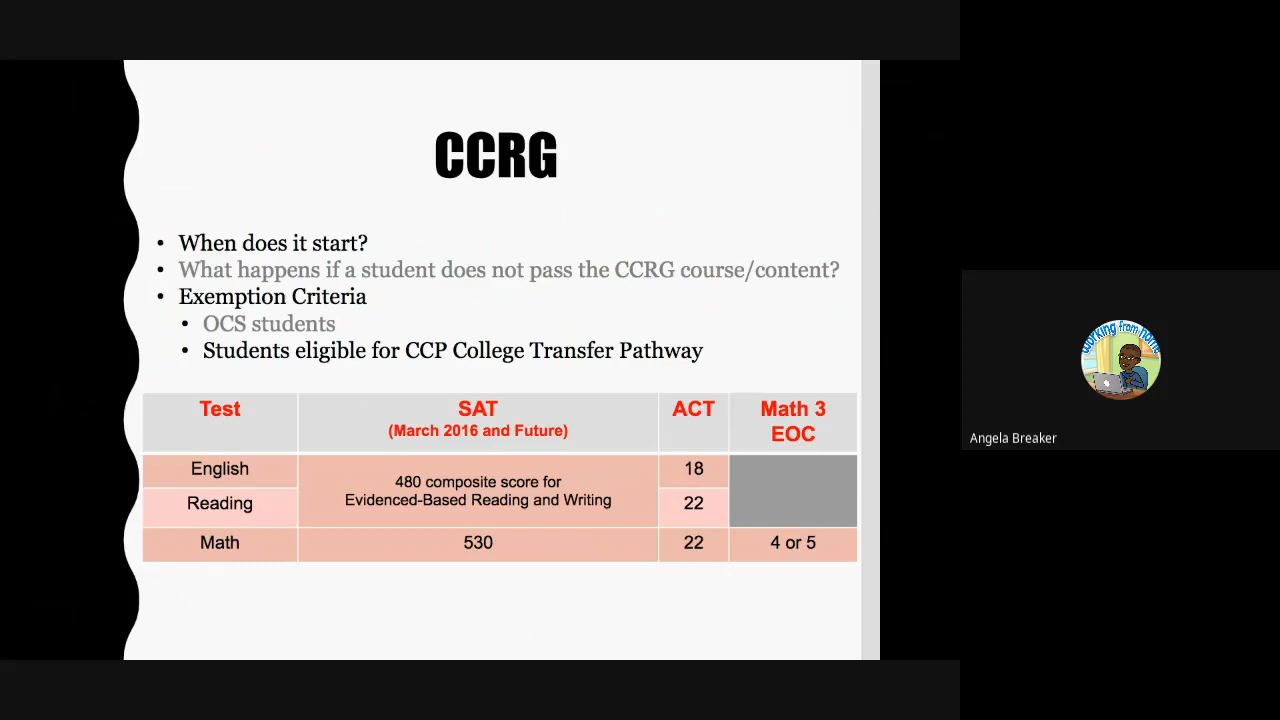 CCRG
• When does it start?
• What happens if a student does not pass the CCRG course/content?
• Exemption Criteria
• OCS students
• Students eligible for CCP College Transfer Pathway
Test SAT ACT Math 3
(March 2016 and Future) EOC
English 480 composite score for 18
Reading Evidenced-Based Reading and Writing 22
Math 530 22 4 or 5
working from home
Angela Breaker